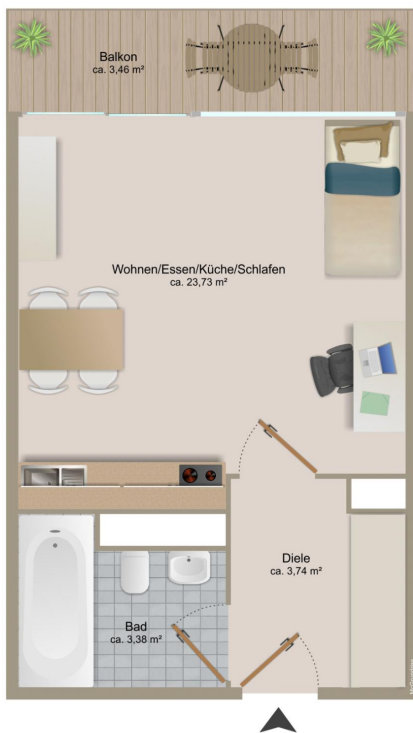 Balkon
ca. 3,46 m²
Wohnen/Essen/Küche/Schlafen
ca. 23,73 m²
Diele
ca. 3,74 m²
Bad
ca. 3,38 m²